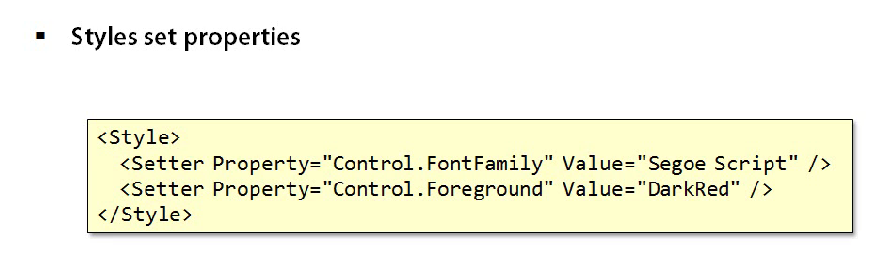 ▪ Styles set properties
<Style>
  <Setter Property="Control.FontFamily" Value="Segoe Script" />
  <Setter Property="Control.Foreground" Value="DarkRed" />
</Style>